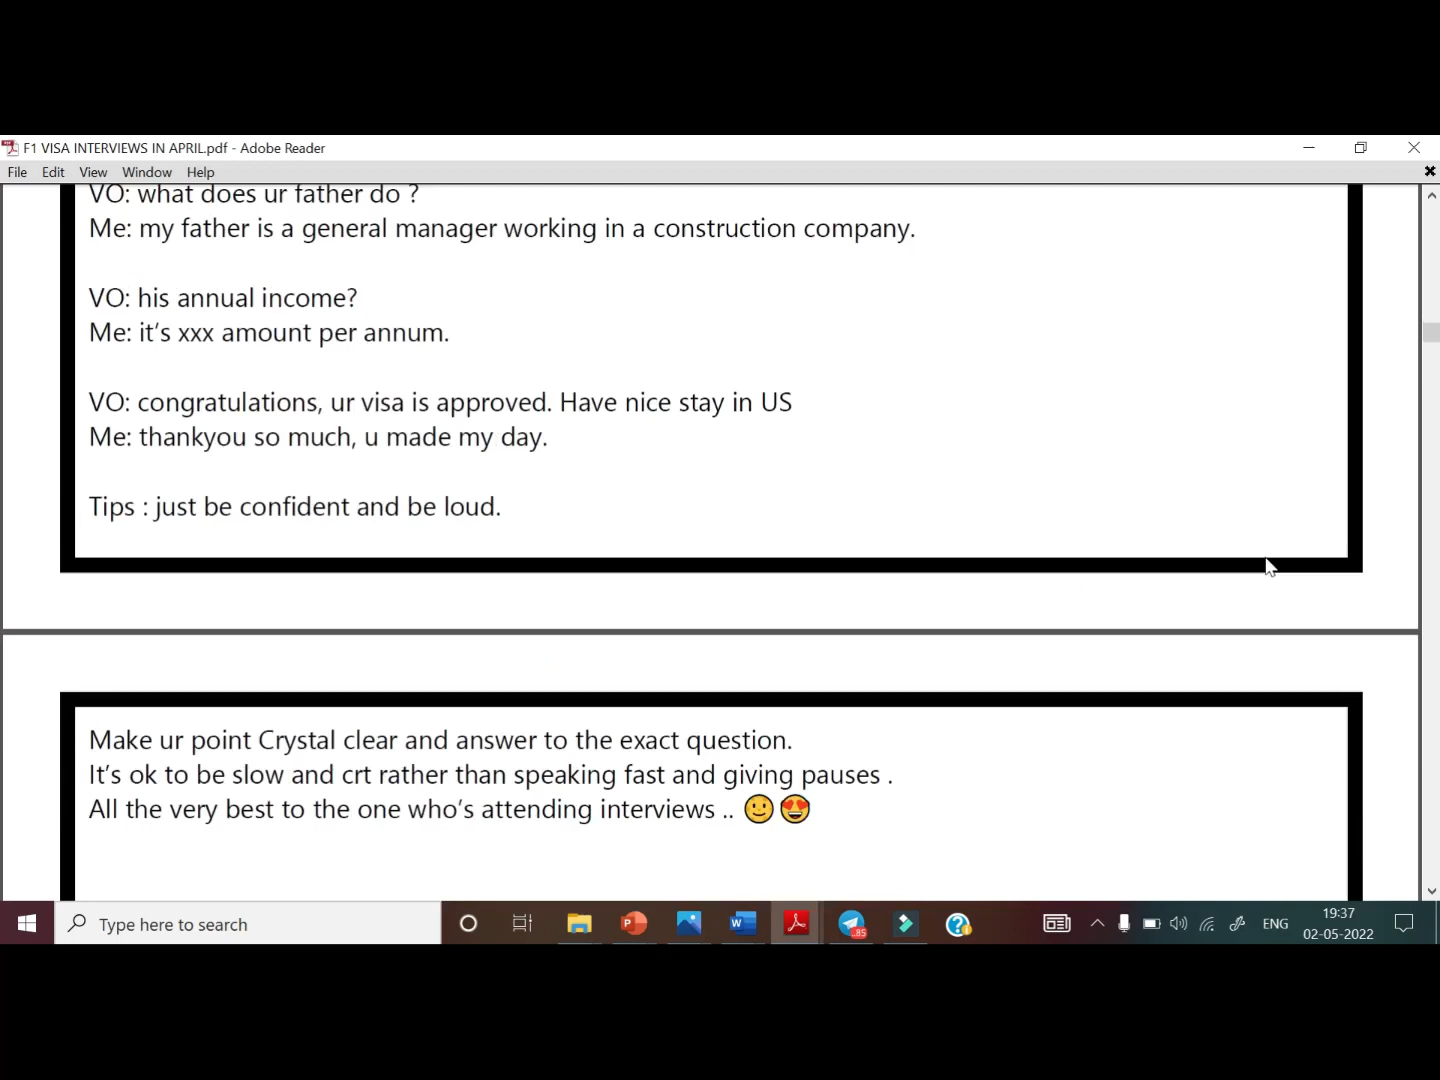 F1 VISA INTERVIEWS IN APRIL.pdf - Adobe Reader
File Edit View Window Help
VO: what does ur father do ?
Me: my father is a general manager working in a construction company.
VO: his annual income?
Me: it’s xxx amount per annum.
VO: congratulations, ur visa is approved. Have nice stay in US
Me: thankyou so much, u made my day.
Tips : just be confident and be loud.
Make ur point Crystal clear and answer to the exact question.
It’s ok to be slow and crt rather than speaking fast and giving pauses .
All the very best to the one who’s attending interviews .. 🙂😍
Type here to search
85
ENG
19:37
02-05-2022